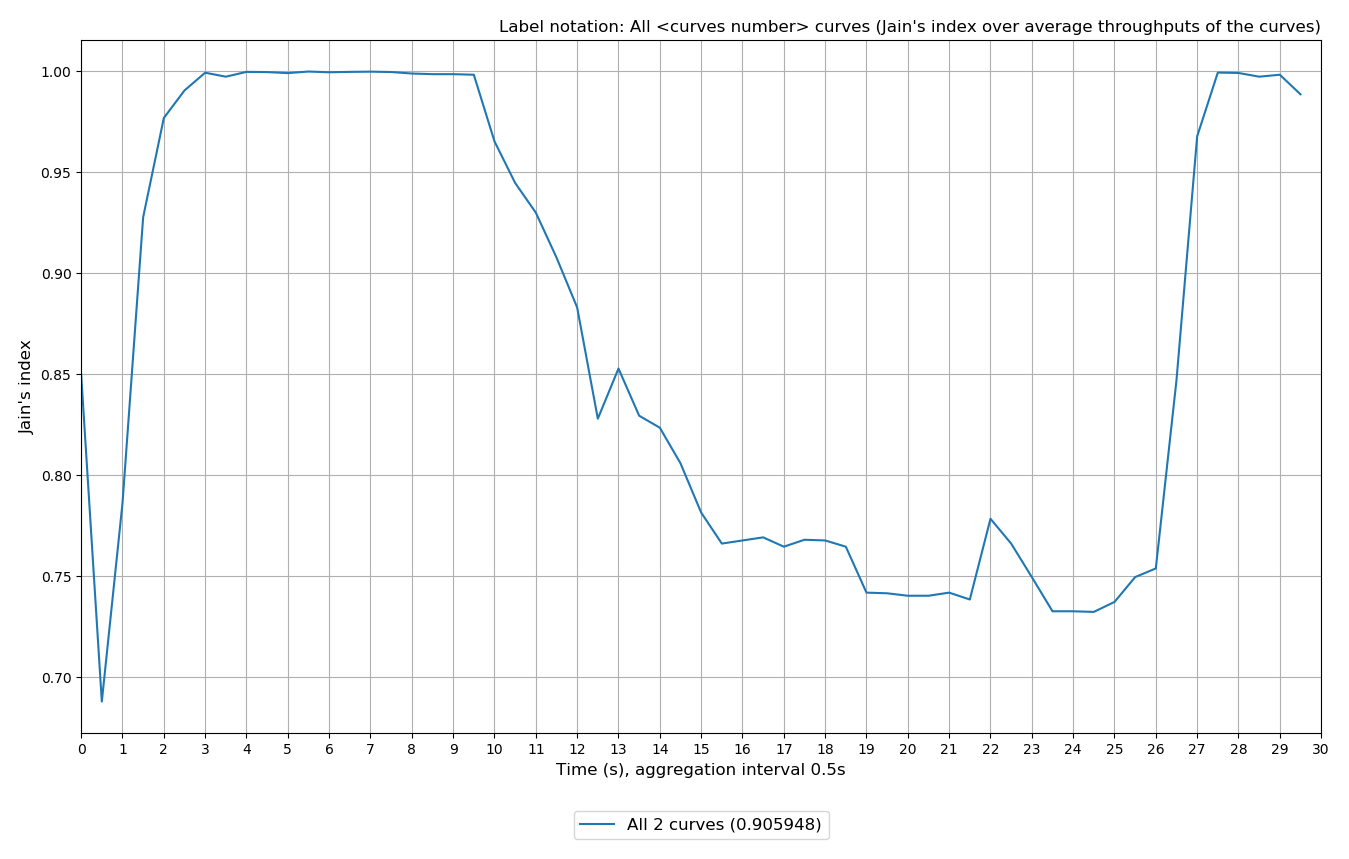 Label notation: All <curves number> curves (Jain's index over average throughputs of the curves)
1.00
0.95
0.90
0.85
0.80
0.75
0.70
Jain's index
0 1 2 3 4 5 6 7 8 9 10 11 12 13 14 15 16 17 18 19 20 21 22 23 24 25 26 27 28 29 30
Time (s), aggregation interval 0.5s
All 2 curves (0.905948)